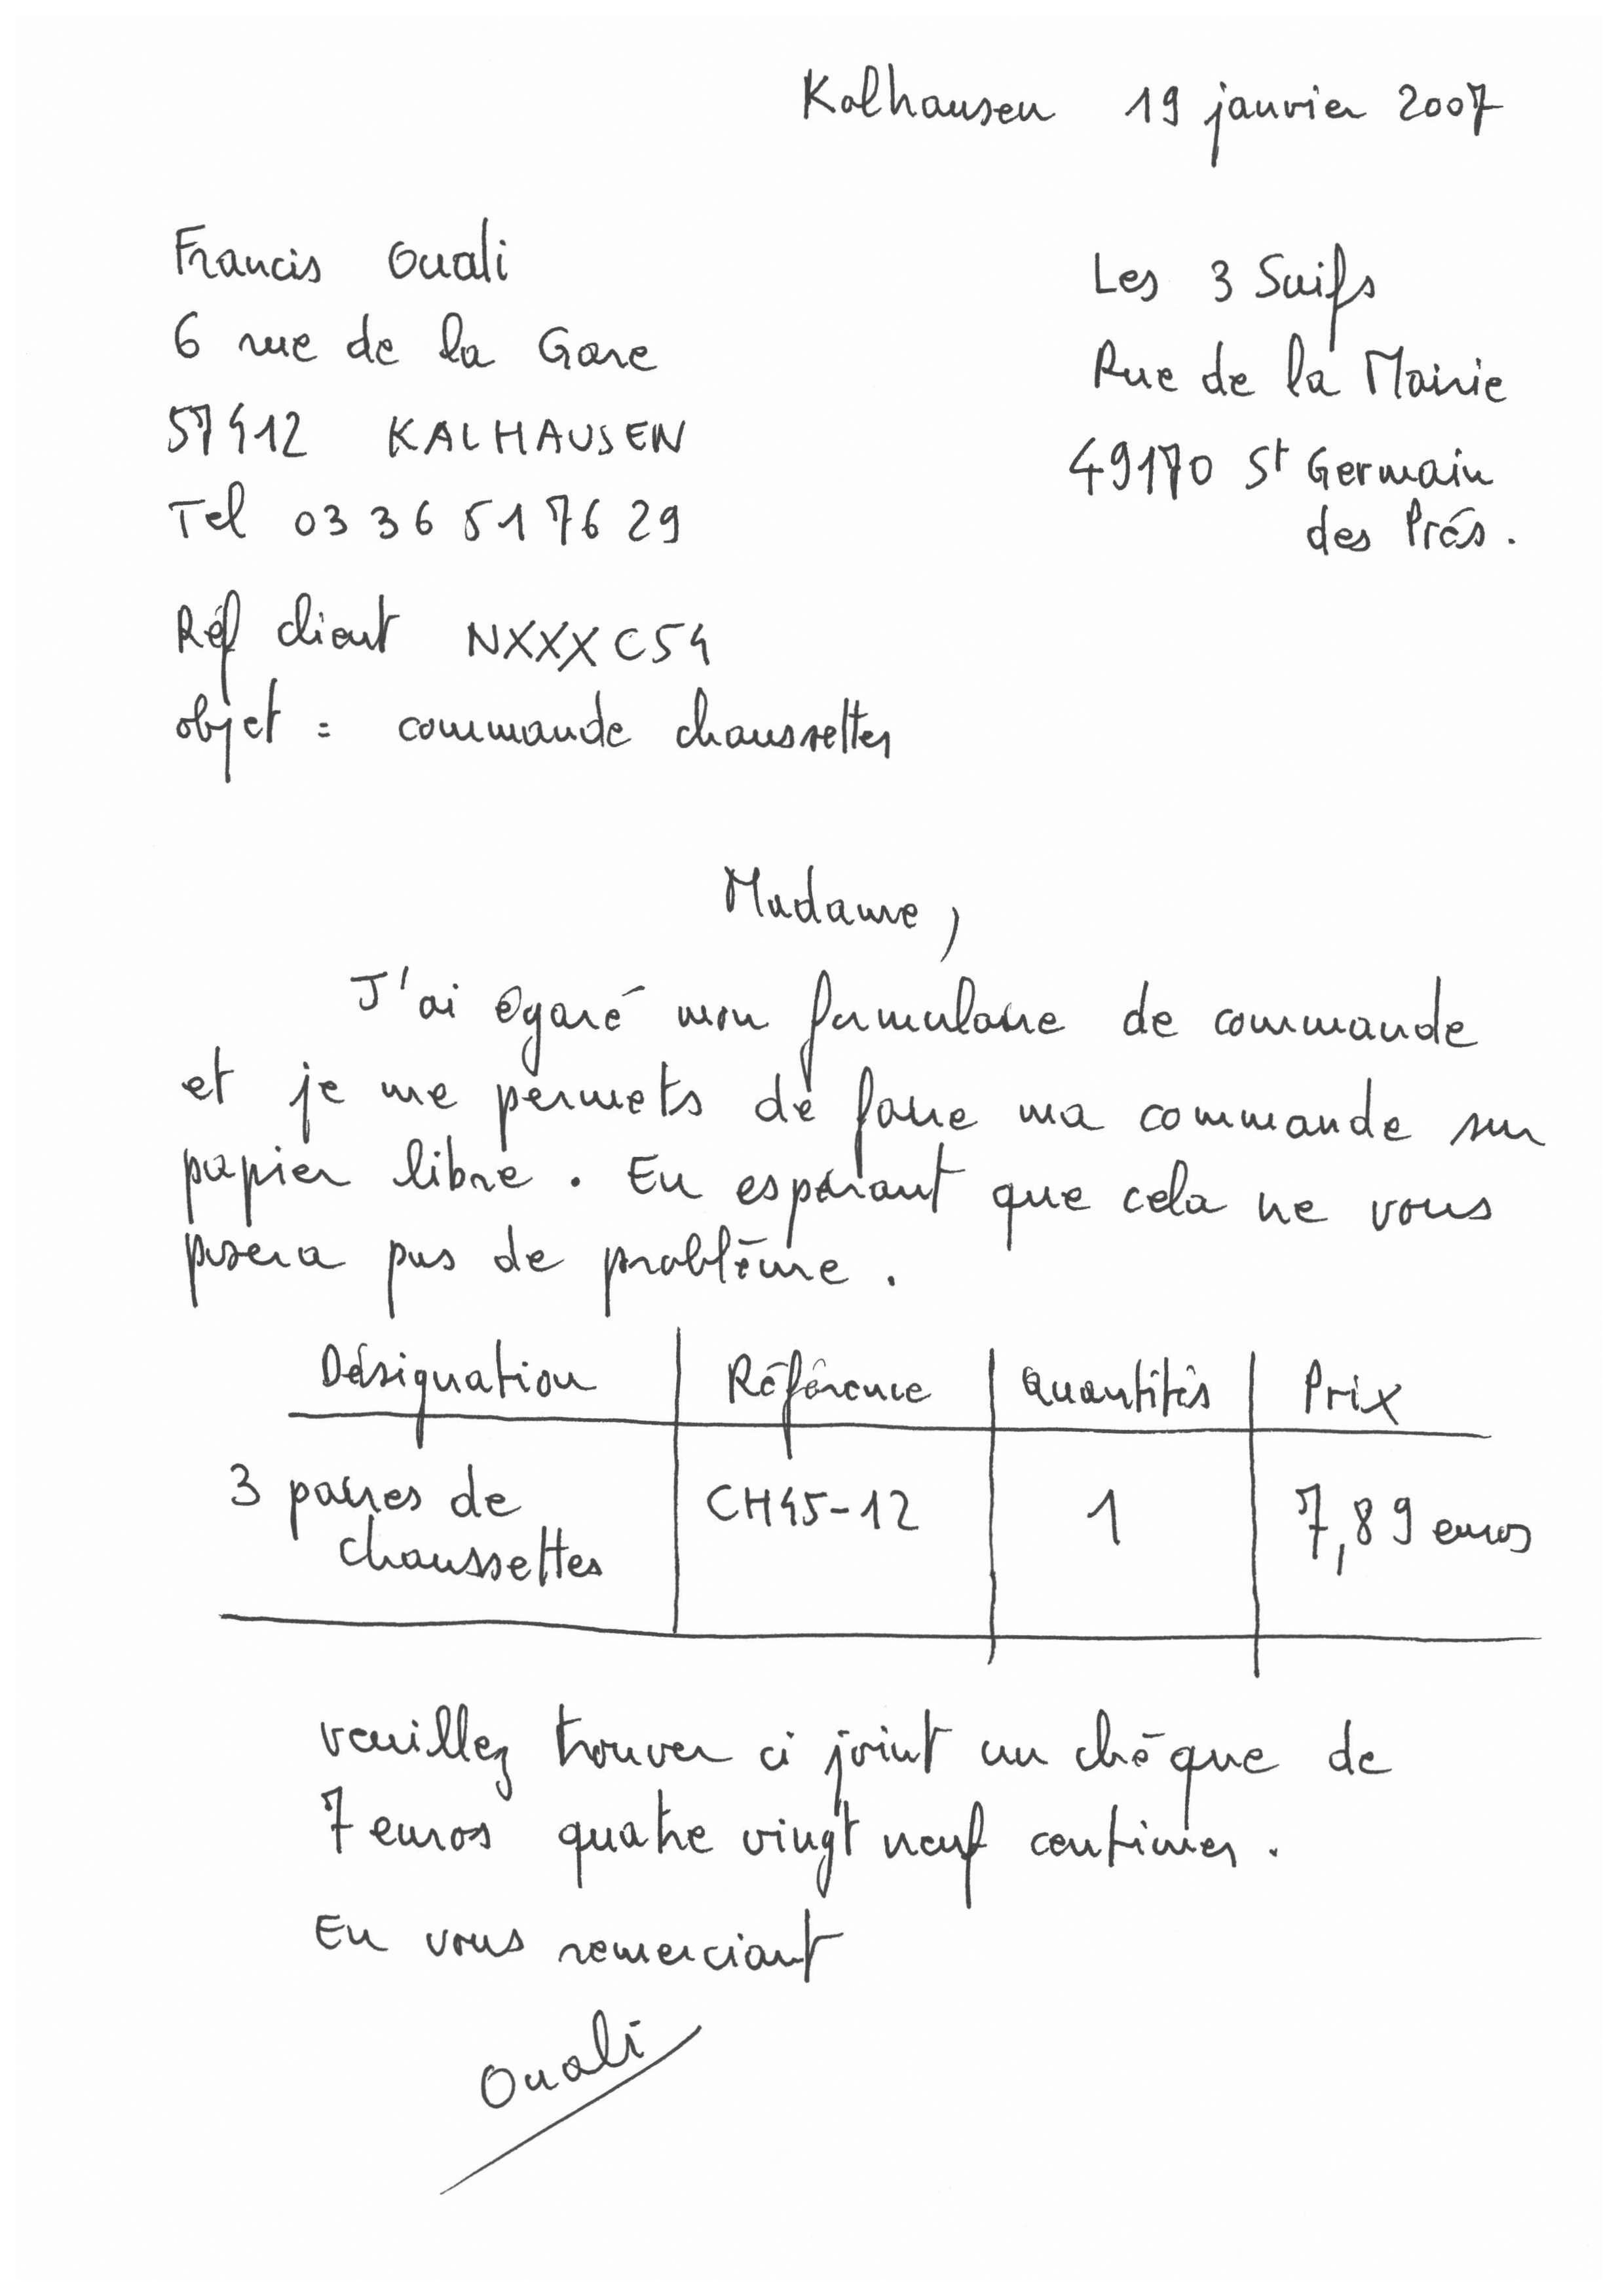 Kalhausen 19 janvier 2007
Francis Ouali
6 rue de la Gare
57412 KALHAUSEN
Tel 03 36 51 76 29
Réf client NXXXC54
objet : commande chaussettes
Les 3 Suifs
Rue de la Mairie
49170 St Germain
des Prés.
Madame,
J'ai égaré mon formulaire de commande
et je me permets de faire ma commande sur
papier libre. En espérant que cela ne vous
posera pas de problème.
Désignation Référence Quantités Prix
3 paires de CH45-12 1 7,89 euros
chaussettes
veuillez trouver ci joint un chèque de
7 euros quatre vingt neuf centimes.
En vous remerciant
Ouali